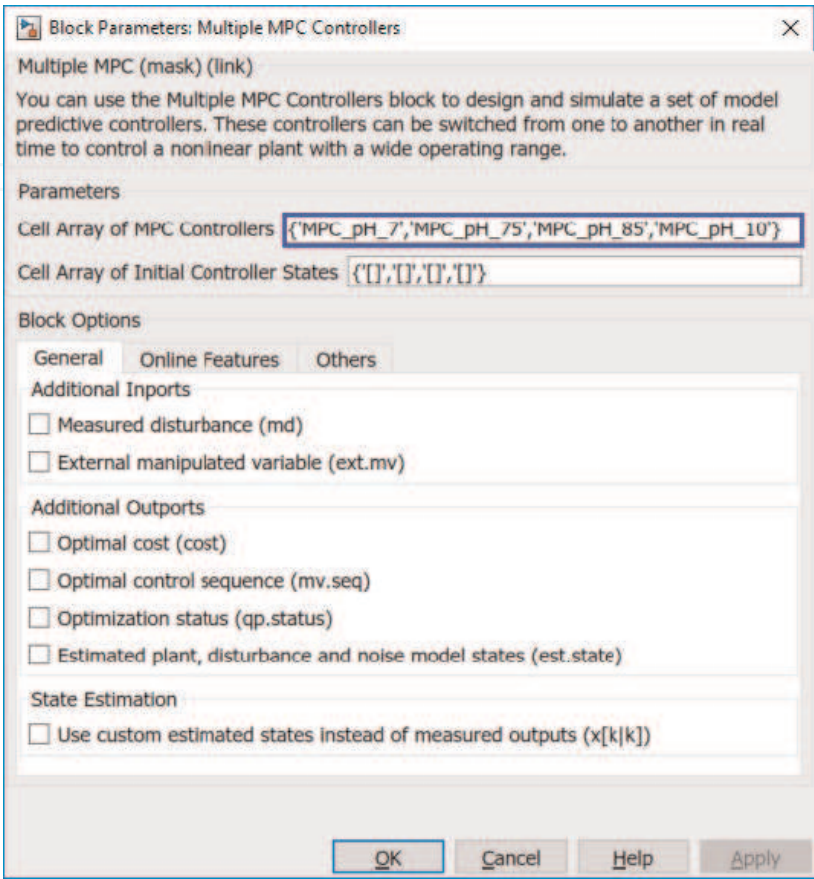 Block Parameters: Multiple MPC Controllers
Multiple MPC (mask) (link)
You can use the Multiple MPC Controllers block to design and simulate a set of model
predictive controllers. These controllers can be switched from one to another in real
time to control a nonlinear plant with a wide operating range.
Parameters
Cell Array of MPC Controllers {'MPC_pH_7','MPC_pH_75','MPC_pH_85','MPC_pH_10'}
Cell Array of Initial Controller States {'[]','[]','[]','[]'}
Block Options
General Online Features Others
Additional Inports
Measured disturbance (md)
External manipulated variable (ext.mv)
Additional Outports
Optimal cost (cost)
Optimal control sequence (mv.seq)
Optimization status (qp.status)
Estimated plant, disturbance and noise model states (est.state)
State Estimation
Use custom estimated states instead of measured outputs (x[k|k])
OK Cancel Help Apply